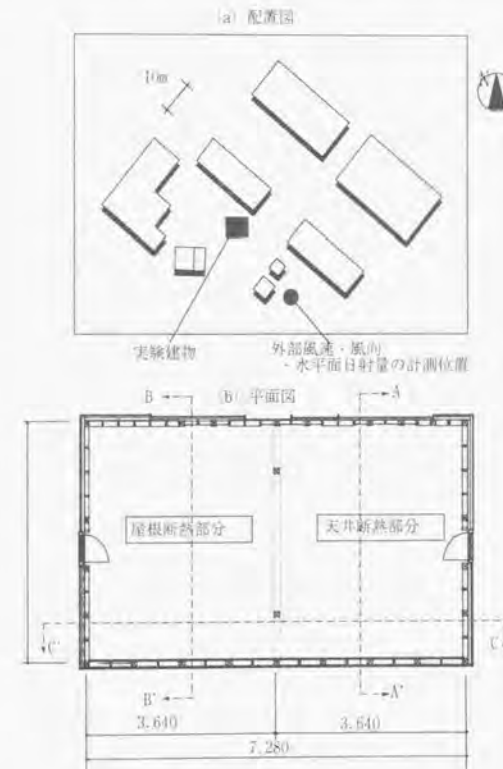 (a) 配置図
10m
N
実験建物
外部風速・風向
・水平面日射量の計測位置
B
(b) 平面図
A
屋根断熱部分
天井断熱部分
C'
C
B'
A'
3.640
3.640
7.280